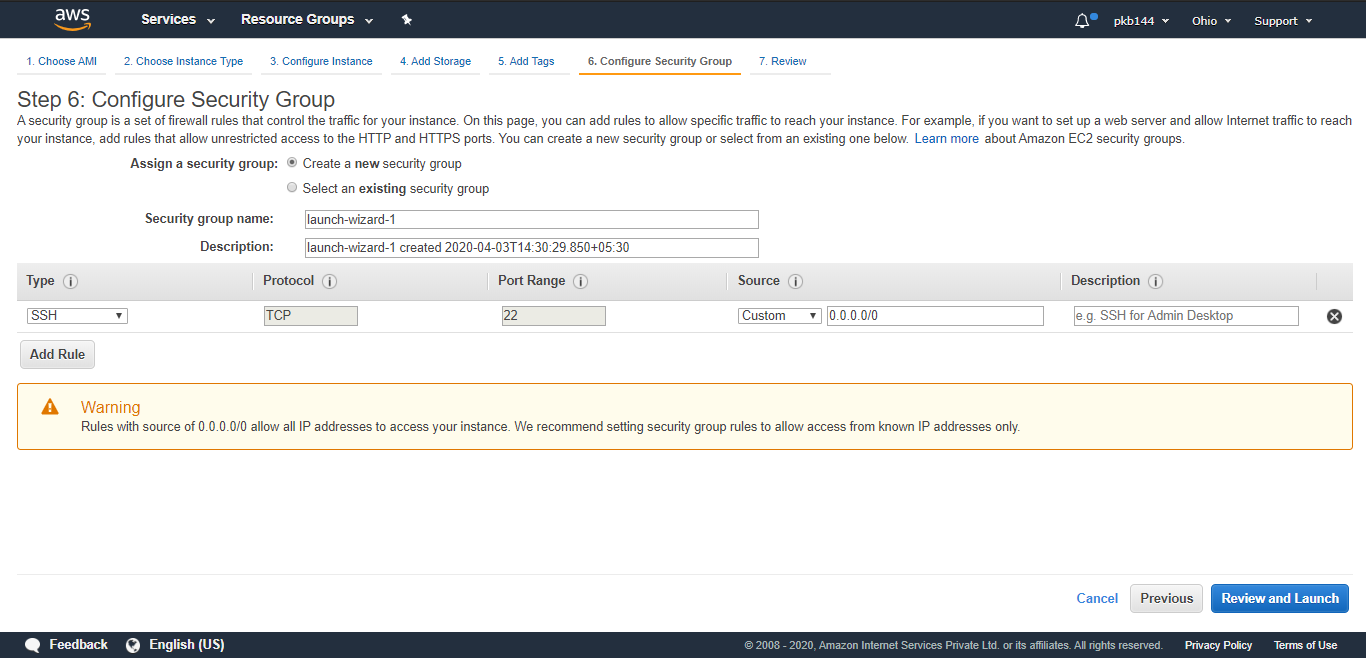 aws Services Resource Groups pkb144 Ohio Support
1. Choose AMI 2. Choose Instance Type 3. Configure Instance 4. Add Storage 5. Add Tags 6. Configure Security Group 7. Review
Step 6: Configure Security Group
A security group is a set of firewall rules that control the traffic for your instance. On this page, you can add rules to allow specific traffic to reach your instance. For example, if you want to set up a web server and allow Internet traffic to reach
your instance, add rules that allow unrestricted access to the HTTP and HTTPS ports. You can create a new security group or select from an existing one below. Learn more about Amazon EC2 security groups.
Assign a security group: Create a new security group
Select an existing security group
Security group name: launch-wizard-1
Description: launch-wizard-1 created 2020-04-03T14:30:29.850+05:30
Type i Protocol i Port Range i Source i Description i
SSH TCP 22 Custom 0.0.0.0/0 e.g. SSH for Admin Desktop
Add Rule
Warning
Rules with source of 0.0.0.0/0 allow all IP addresses to access your instance. We recommend setting security group rules to allow access from known IP addresses only.
Cancel Previous Review and Launch
Feedback English (US) © 2008 - 2020, Amazon Internet Services Private Ltd. or its affiliates. All rights reserved. Privacy Policy Terms of Use